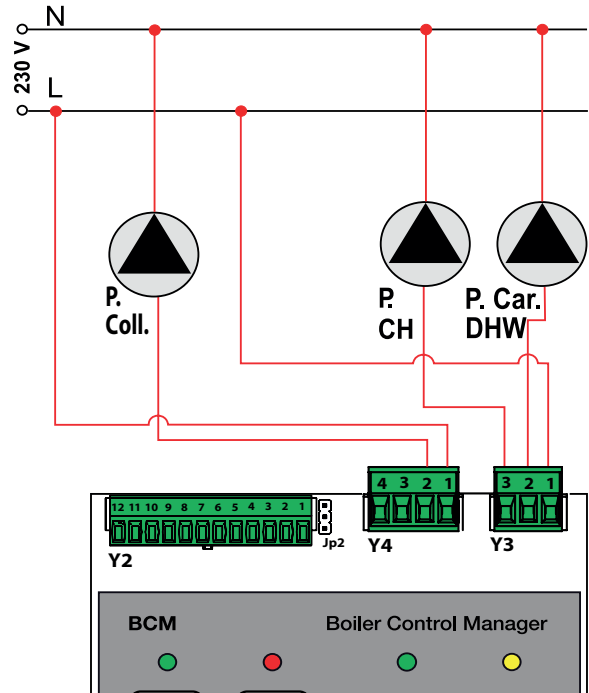 N
230 V
L
P.
Coll.
P.
CH
P. Car.
DHW
4 3 2 1
3 2 1
12 11 10 9 8 7 6 5 4 3 2 1
Jp2
Y4
Y3
Y2
BCM
Boiler Control Manager